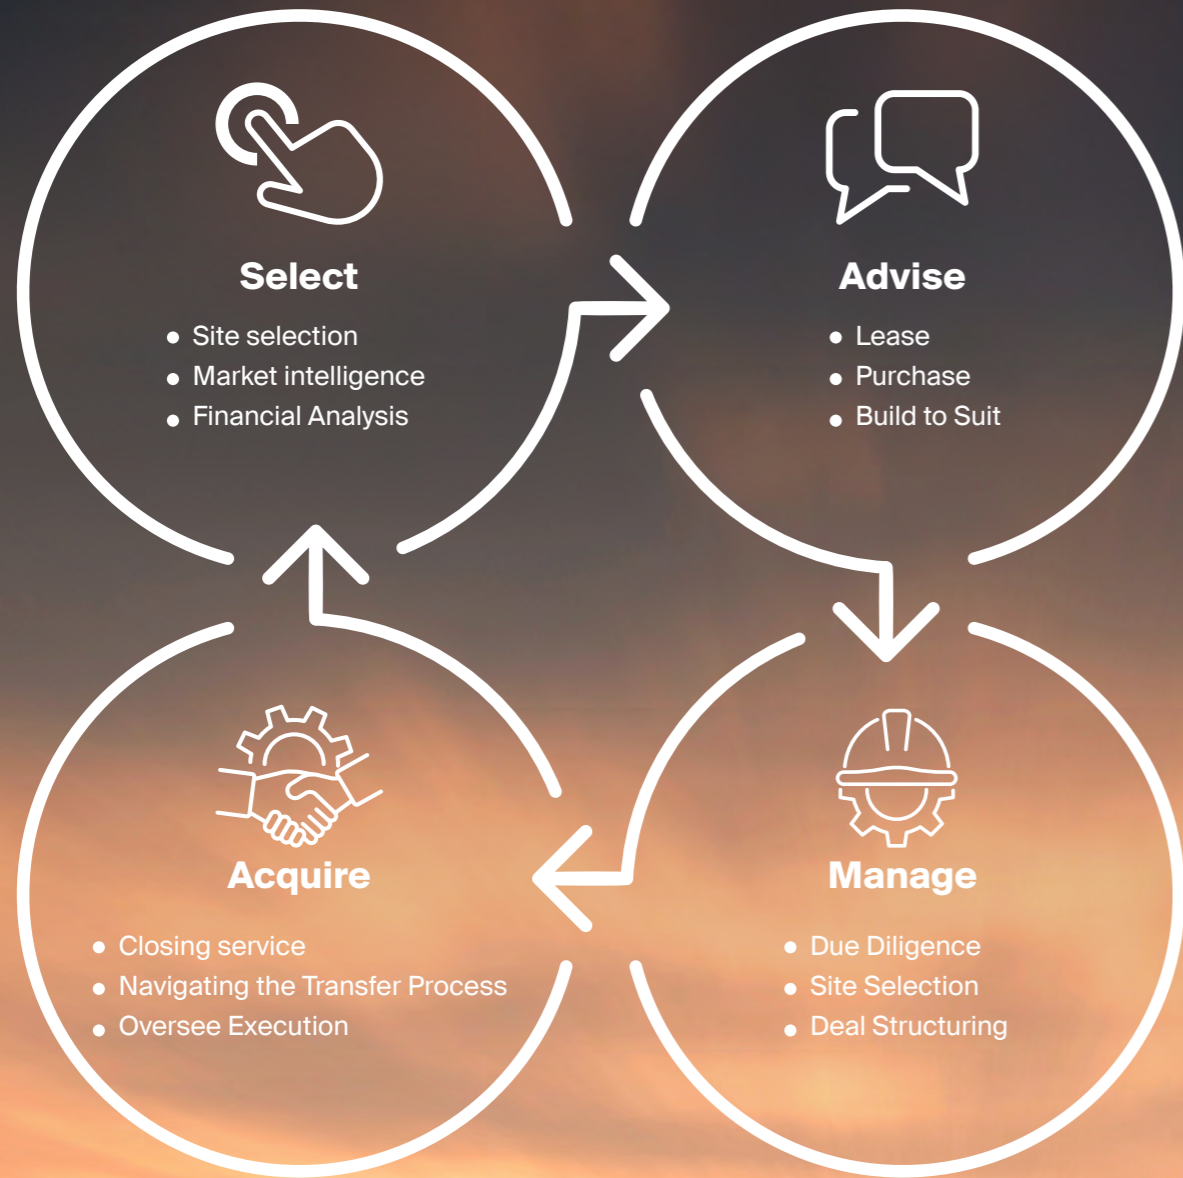 Select
Site selection
Market intelligence
Financial Analysis
Advise
Lease
Purchase
Build to Suit
Acquire
Closing service
Navigating the Transfer Process
Oversee Execution
Manage
Due Diligence
Site Selection
Deal Structuring